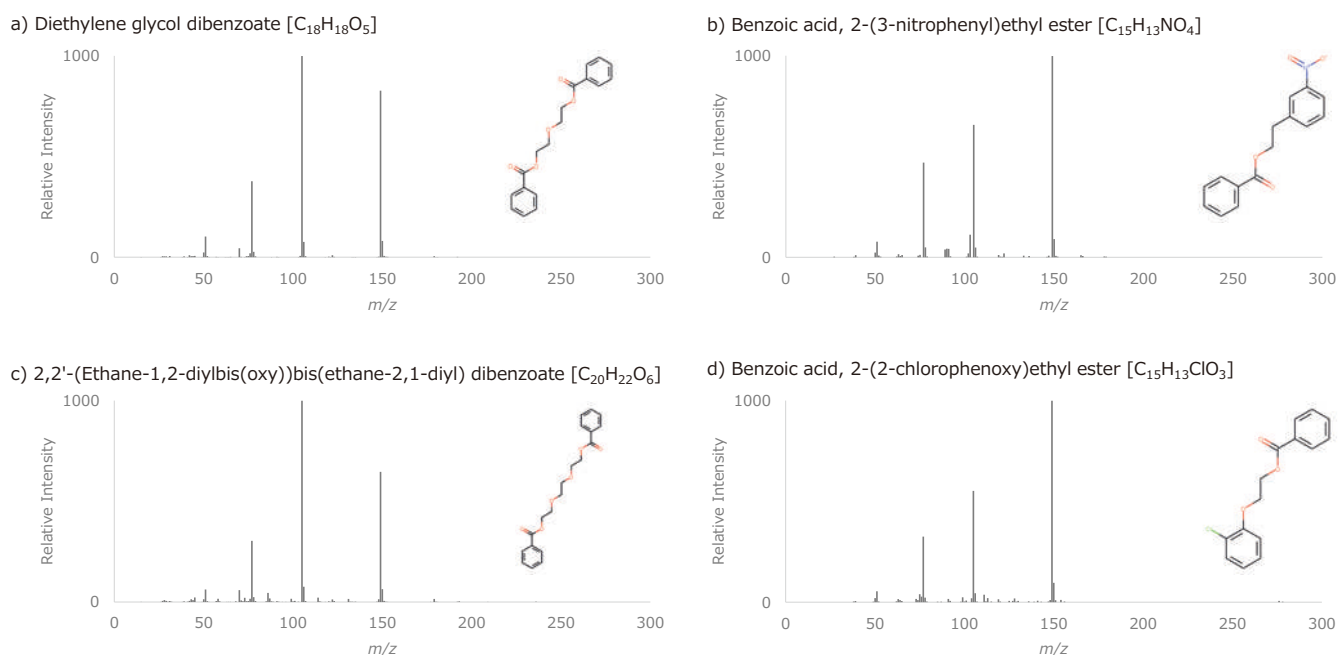 a) Diethylene glycol dibenzoate [C₁₈H₁₈O₅]
1000
Relative Intensity
0
0 50 100 150 200 250 300
m/z
b) Benzoic acid, 2-(3-nitrophenyl)ethyl ester [C₁₅H₁₃NO₄]
1000
Relative Intensity
0
0 50 100 150 200 250 300
m/z
c) 2,2'-(Ethane-1,2-diylbis(oxy))bis(ethane-2,1-diyl) dibenzoate [C₂₀H₂₂O₆]
1000
Relative Intensity
0
0 50 100 150 200 250 300
m/z
d) Benzoic acid, 2-(2-chlorophenoxy)ethyl ester [C₁₅H₁₃ClO₃]
1000
Relative Intensity
0
0 50 100 150 200 250 300
m/z